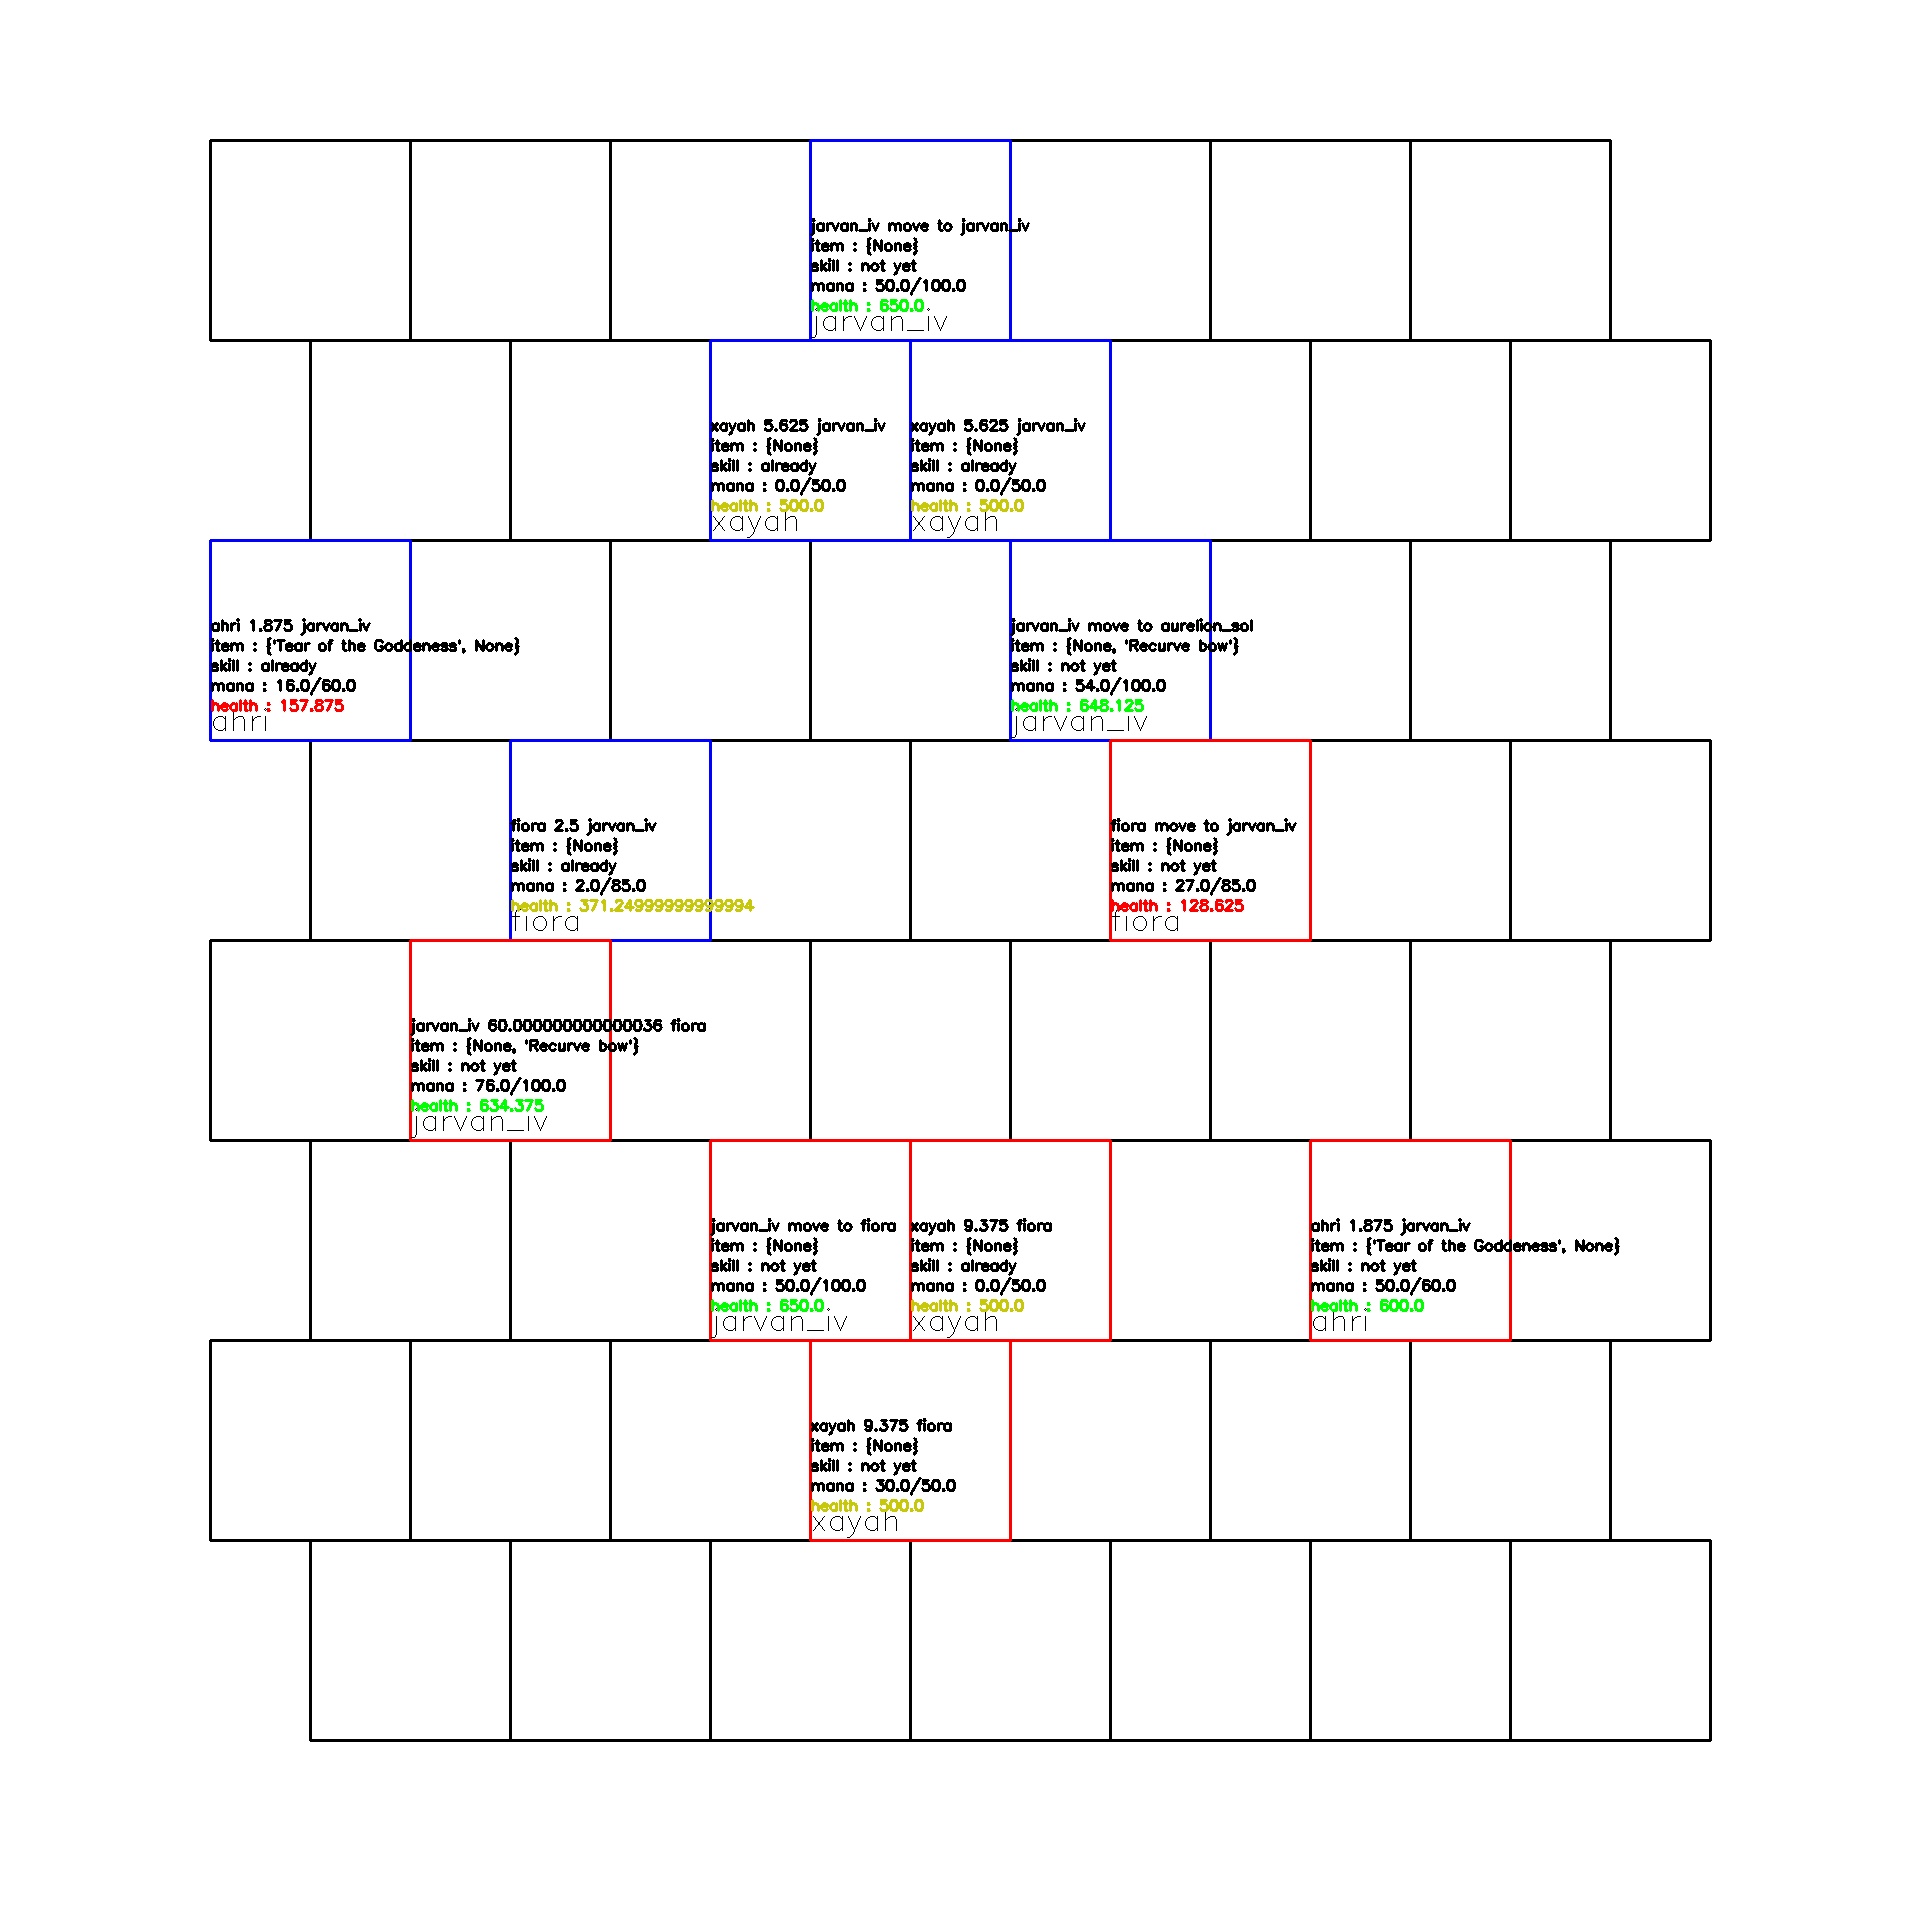 jarvan_iv move to jarvan_iv
item : {None}
skill : not yet
mana : 50.0/100.0
health : 650.0
jarvan_iv
xayah 5.625 jarvan_iv
item : {None}
skill : already
mana : 0.0/50.0
health : 500.0
xayah
xayah 5.625 jarvan_iv
item : {None}
skill : already
mana : 0.0/50.0
health : 500.0
xayah
ahri 1.875 jarvan_iv
item : {'Tear of the Goddeness', None}
skill : already
mana : 16.0/60.0
health : 157.875
ahri
jarvan_iv move to aurelion_sol
item : {None, 'Recurve bow'}
skill : not yet
mana : 54.0/100.0
health : 648.125
jarvan_iv
fiora 2.5 jarvan_iv
item : {None}
skill : already
mana : 2.0/85.0
health : 371.24999999999994
fiora
fiora move to jarvan_iv
item : {None}
skill : not yet
mana : 27.0/85.0
health : 128.625
fiora
jarvan_iv 60.000000000000036 fiora
item : {None, 'Recurve bow'}
skill : not yet
mana : 76.0/100.0
health : 634.375
jarvan_iv
jarvan_iv move to fiora
item : {None}
skill : not yet
mana : 50.0/100.0
health : 650.0
jarvan_iv
xayah 9.375 fiora
item : {None}
skill : already
mana : 0.0/50.0
health : 500.0
xayah
ahri 1.875 jarvan_iv
item : {'Tear of the Goddeness', None}
skill : not yet
mana : 50.0/60.0
health : 600.0
ahri
xayah 9.375 fiora
item : {None}
skill : not yet
mana : 30.0/50.0
health : 500.0
xayah